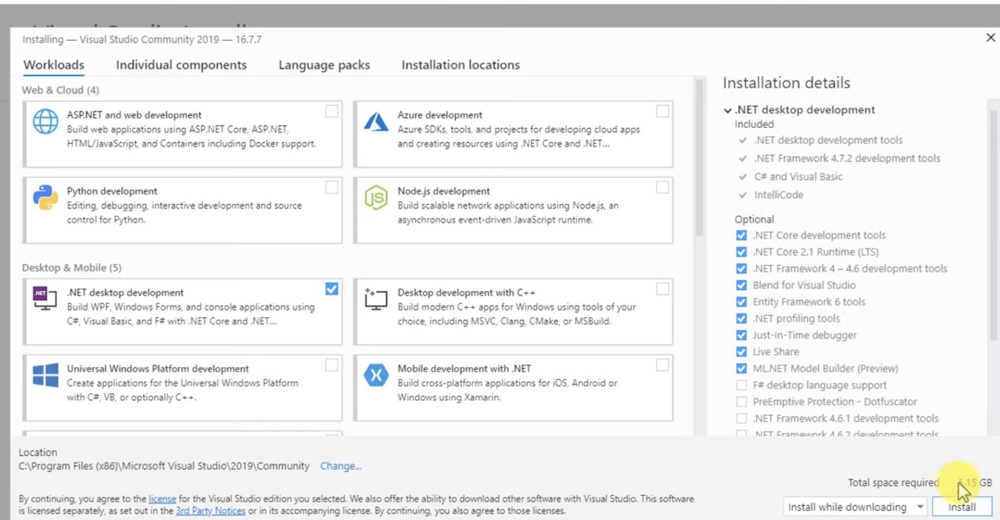 Installing — Visual Studio Community 2019 — 16.7.7
Workloads
Individual components
Language packs
Installation locations
Web & Cloud (4)
ASP.NET and web development
Build web applications using ASP.NET Core, ASP.NET,
HTML/JavaScript, and Containers including Docker support.
Azure development
Azure SDKs, tools, and projects for developing cloud apps
and creating resources using .NET Core and .NET...
Python development
Editing, debugging, interactive development and source
control for Python.
Node.js development
Build scalable network applications using Node.js, an
asynchronous event-driven JavaScript runtime.
Desktop & Mobile (5)
.NET
.NET desktop development
Build WPF, Windows Forms, and console applications using
C#, Visual Basic, and F# with .NET Core and .NET...
Desktop development with C++
Build modern C++ apps for Windows using tools of your
choice, including MSVC, Clang, CMake, or MSBuild.
Universal Windows Platform development
Create applications for the Universal Windows Platform
with C#, VB, or optionally C++.
Mobile development with .NET
Build cross-platform applications for iOS, Android or
Windows using Xamarin.
Installation details
.NET desktop development
Included
.NET desktop development tools
.NET Framework 4.7.2 development tools
C# and Visual Basic
IntelliCode
Optional
.NET Core development tools
.NET Core 2.1 Runtime (LTS)
.NET Framework 4 – 4.6 development tools
Blend for Visual Studio
Entity Framework 6 tools
.NET profiling tools
Just-In-Time debugger
Live Share
ML.NET Model Builder (Preview)
F# desktop language support
PreEmptive Protection - Dotfuscator
.NET Framework 4.6.1 development tools
.NET Framework 4.6.2 development tools
Location
C:\Program Files (x86)\Microsoft Visual Studio\2019\Community Change...
Total space required GB
By continuing, you agree to the license for the Visual Studio edition you selected. We also offer the ability to download other software with Visual Studio. This software
is licensed separately, as set out in the 3rd Party Notices or in its accompanying license. By continuing, you also agree to those licenses.
Install while downloading
Install